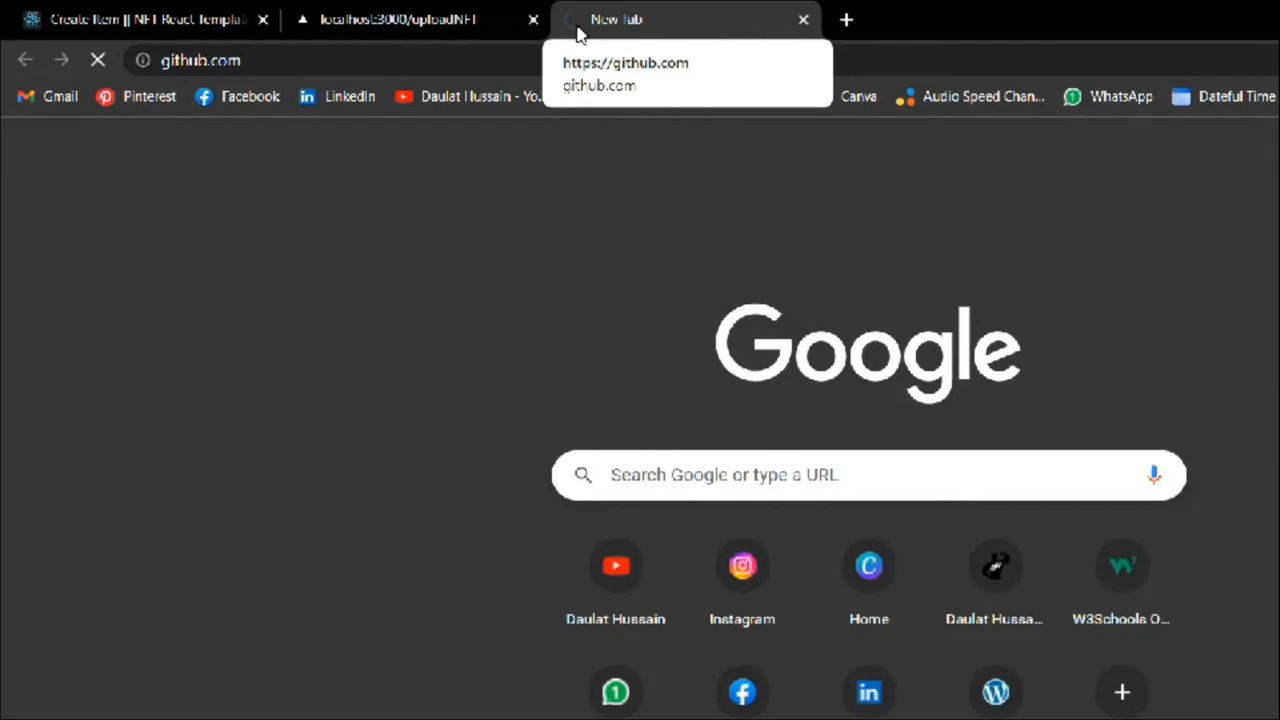 Create Item || NFT React Templat
localhost:3000/uploadNFT
New Tab
github.com
https://github.com
github.com
Gmail
Pinterest
Facebook
LinkedIn
Daulat Hussain - Yo...
Canva
Audio Speed Chan...
WhatsApp
Dateful Time
Google
Search Google or type a URL
Daulat Hussain
Instagram
Home
Daulat Hussa...
W3Schools O...